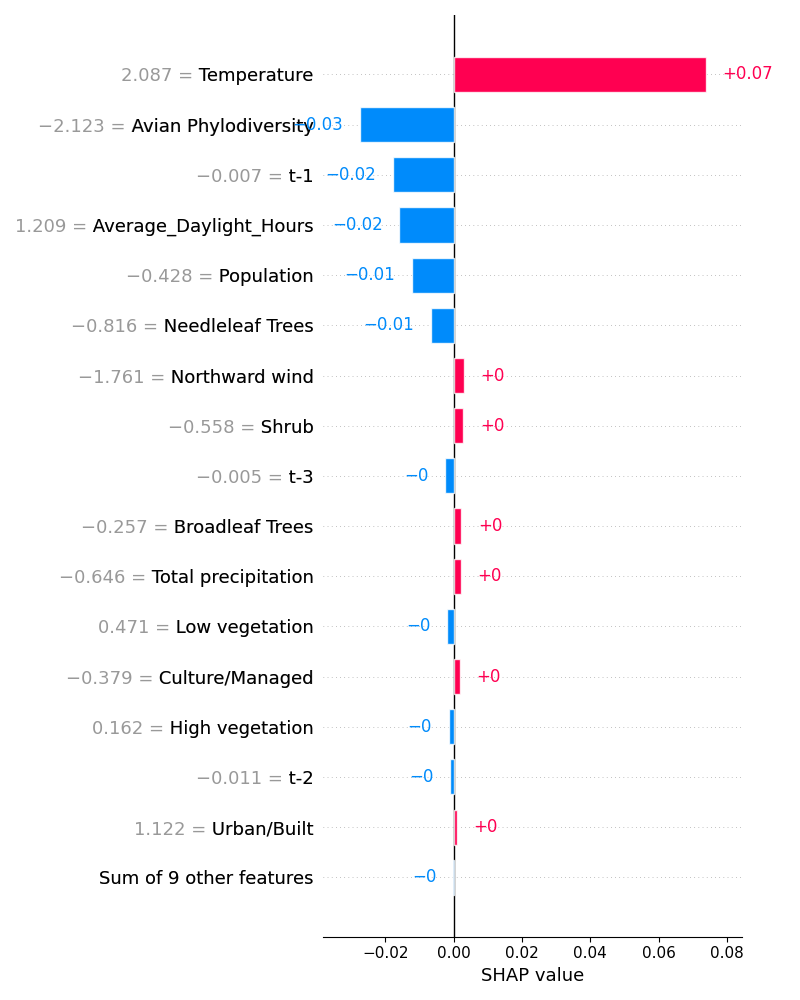 2.087 = Temperature +0.07
−2.123 = Avian Phylodiversity −0.03
−0.007 = t-1 −0.02
1.209 = Average_Daylight_Hours −0.02
−0.428 = Population −0.01
−0.816 = Needleleaf Trees −0.01
−1.761 = Northward wind +0
−0.558 = Shrub +0
−0.005 = t-3 −0
−0.257 = Broadleaf Trees +0
−0.646 = Total precipitation +0
0.471 = Low vegetation −0
−0.379 = Culture/Managed +0
0.162 = High vegetation −0
−0.011 = t-2 −0
1.122 = Urban/Built +0
Sum of 9 other features −0
−0.02 0.00 0.02 0.04 0.06 0.08
SHAP value